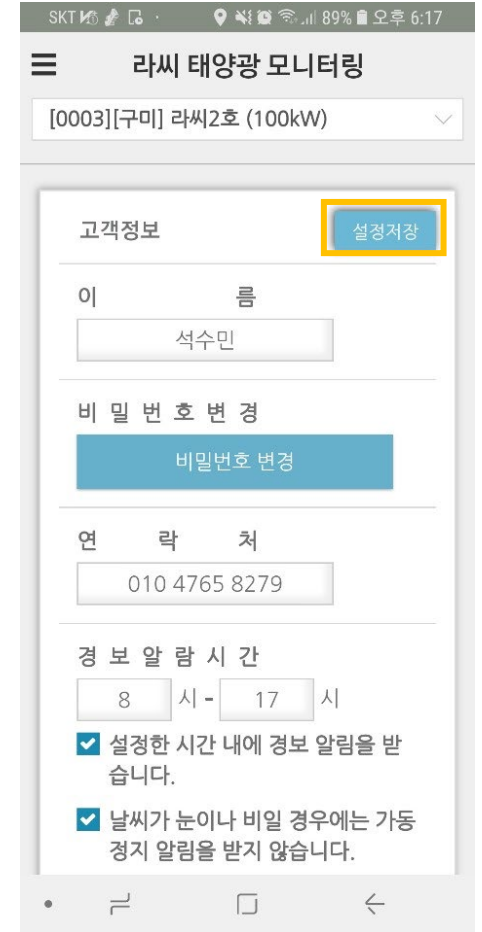 SKT 89% 오후 6:17
라씨 태양광 모니터링
[0003][구미] 라씨2호 (100kW)
고객정보
설정저장
이 름
석수민
비 밀 번 호 변 경
비밀번호 변경
연 락 처
010 4765 8279
경 보 알 람 시 간
8 시 - 17 시
설정한 시간 내에 경보 알림을 받
습니다.
날씨가 눈이나 비일 경우에는 가동
정지 알림을 받지 않습니다.